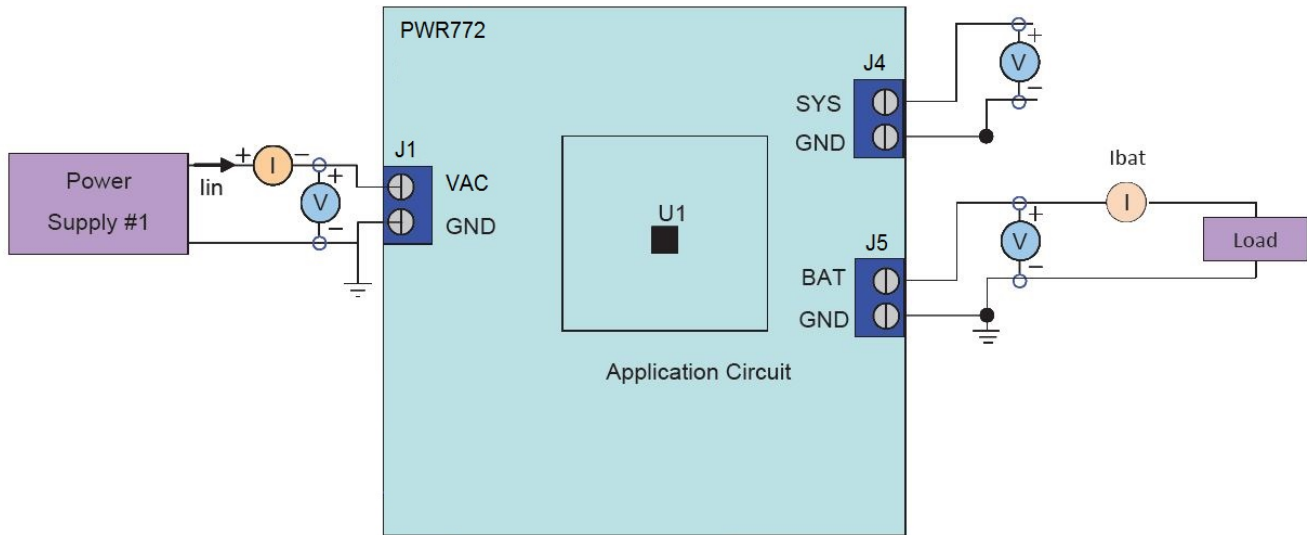 PWR772
Power
Supply #1
Iin
+
I
−
+
V
−
J1
VAC
GND
U1
Application Circuit
J4
SYS
GND
+
V
−
J5
BAT
GND
+
V
−
Ibat
I
Load